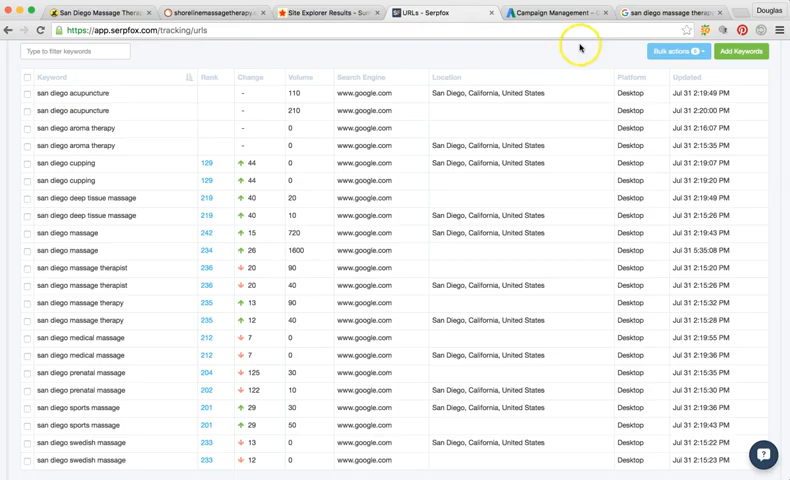 San Diego Massage Thera
shorelinemassagetherapy.c
Site Explorer Results - Sum
URLs - Serpfox
Campaign Management – G
san diego massage therap
Douglas
https://app.serpfox.com/tracking/urls
Type to filter keywords
Bulk actions 0
Add Keywords
Keyword Rank Change Volume Search Engine Location Platform Updated
san diego acupuncture - 110 www.google.com San Diego, California, United States Desktop Jul 31 2:19:49 PM
san diego acupuncture - 210 www.google.com Desktop Jul 31 2:20:00 PM
san diego aroma therapy - 0 www.google.com Desktop Jul 31 2:16:07 PM
san diego aroma therapy - 0 www.google.com San Diego, California, United States Desktop Jul 31 2:15:35 PM
san diego cupping 129 44 0 www.google.com San Diego, California, United States Desktop Jul 31 2:19:07 PM
san diego cupping 129 44 0 www.google.com Desktop Jul 31 2:19:20 PM
san diego deep tissue massage 219 40 20 www.google.com Desktop Jul 31 2:19:49 PM
san diego deep tissue massage 219 40 10 www.google.com San Diego, California, United States Desktop Jul 31 2:15:26 PM
san diego massage 242 15 720 www.google.com San Diego, California, United States Desktop Jul 31 2:19:43 PM
san diego massage 234 26 1600 www.google.com Desktop Jul 31 5:35:08 PM
san diego massage therapist 236 20 90 www.google.com Desktop Jul 31 2:15:20 PM
san diego massage therapist 236 20 40 www.google.com San Diego, California, United States Desktop Jul 31 2:15:26 PM
san diego massage therapy 235 13 90 www.google.com Desktop Jul 31 2:15:32 PM
san diego massage therapy 235 12 40 www.google.com San Diego, California, United States Desktop Jul 31 2:15:28 PM
san diego medical massage 212 7 0 www.google.com Desktop Jul 31 2:19:55 PM
san diego medical massage 212 7 0 www.google.com San Diego, California, United States Desktop Jul 31 2:19:36 PM
san diego prenatal massage 204 125 30 www.google.com Desktop Jul 31 2:15:35 PM
san diego prenatal massage 202 122 10 www.google.com San Diego, California, United States Desktop Jul 31 2:15:30 PM
san diego sports massage 201 29 30 www.google.com San Diego, California, United States Desktop Jul 31 2:19:36 PM
san diego sports massage 201 29 50 www.google.com Desktop Jul 31 2:19:43 PM
san diego swedish massage 233 13 0 www.google.com San Diego, California, United States Desktop Jul 31 2:15:22 PM
san diego swedish massage 233 12 0 www.google.com Desktop Jul 31 2:15:23 PM